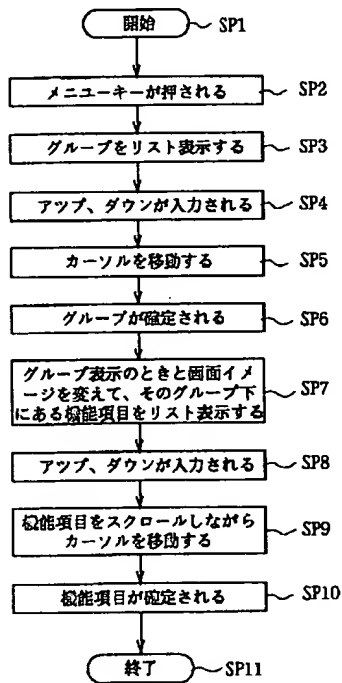 開始 SP1
メニユーキーが押される SP2
グループをリスト表示する SP3
アツプ、ダウンが入力される SP4
カーソルを移動する SP5
グループが確定される SP6
グループ表示のときと画面イメ
ージを変えて、そのグループ下
にある機能項目をリスト表示する
SP7
アツプ、ダウンが入力される SP8
機能項目をスクロールしながら
カーソルを移動する
SP9
機能項目が確定される SP10
終了 SP11